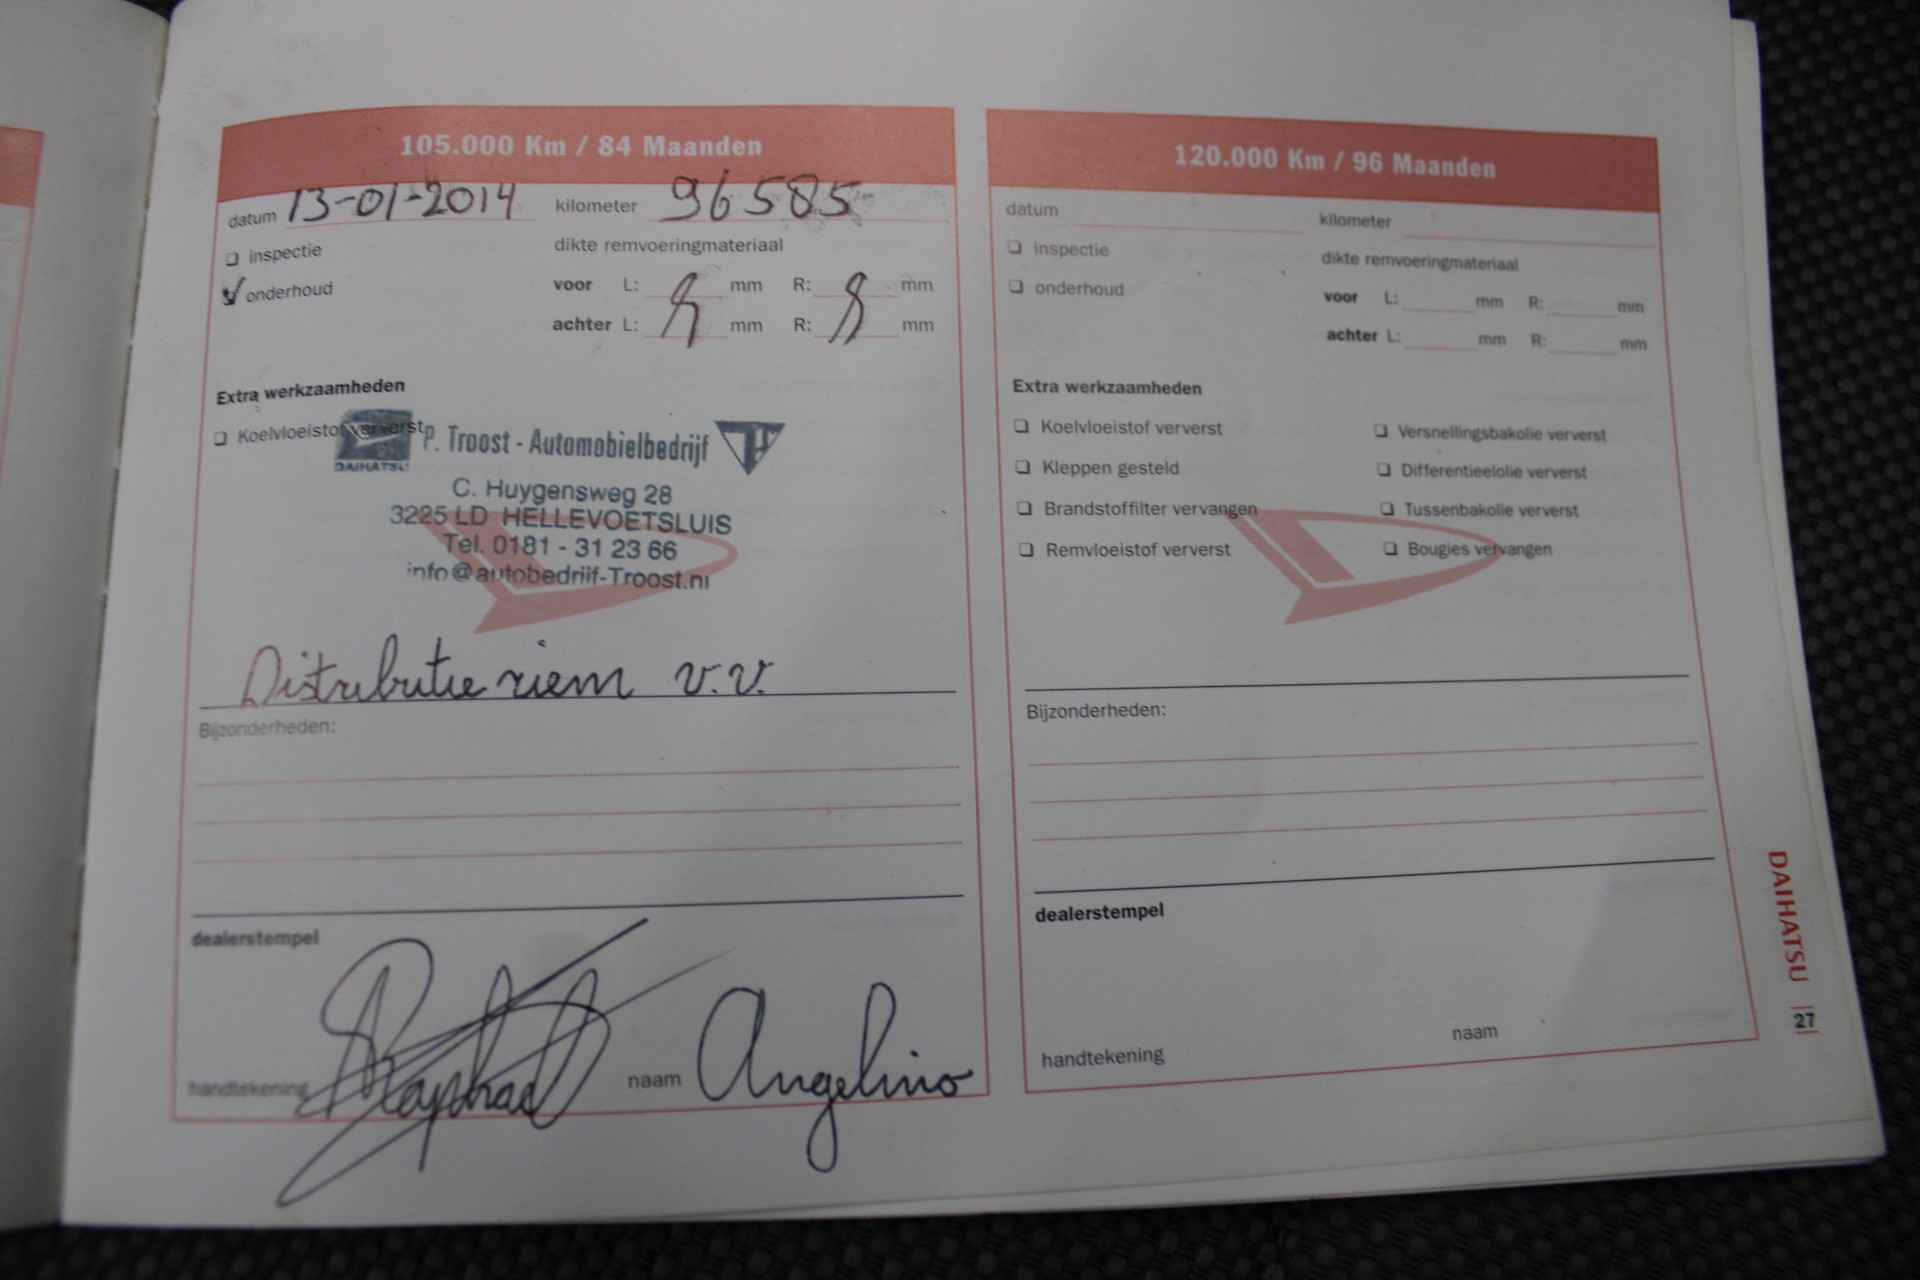 105.000 Km / 84 Maanden
datum 13-01-2014 kilometer 96585
❏ inspectie
dikte remvoeringmateriaal
❏ onderhoud
voor L: mm R: mm
achter L: mm R: mm
Extra werkzaamheden
❏ Koelvloeistof ververst
DAIHATSU
P. Troost - Automobielbedrijf
C. Huygensweg 28
3225 LD HELLEVOETSLUIS
Tel. 0181 - 31 23 66
info@autobedrijf-Troost.nl
Distributie riem v.v.
Bijzonderheden:
dealerstempel
handtekening Raphael naam Angelino
120.000 Km / 96 Maanden
datum kilometer
❏ inspectie
dikte remvoeringmateriaal
❏ onderhoud
voor L: mm R: mm
achter L: mm R: mm
Extra werkzaamheden
❏ Koelvloeistof ververst ❏ Versnellingsbakolie ververst
❏ Kleppen gesteld ❏ Differentieelolie ververst
❏ Brandstoffilter vervangen ❏ Tussenbakolie ververst
❏ Remvloeistof ververst ❏ Bougies vervangen
Bijzonderheden:
dealerstempel
handtekening naam
DAIHATSU 27